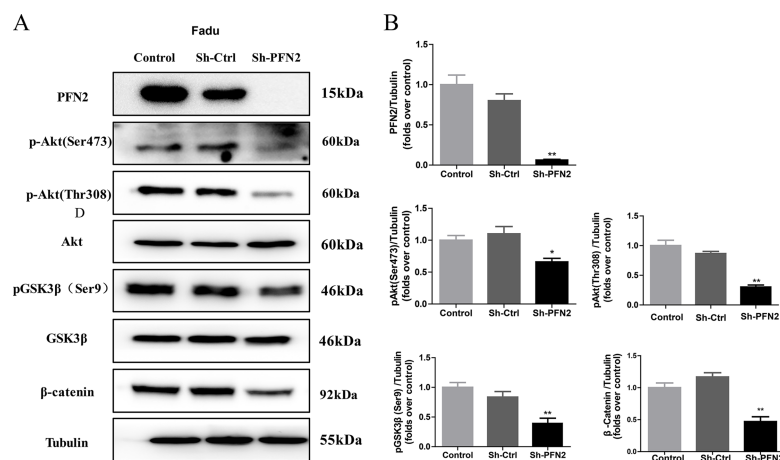 A
Fadu
Control Sh-Ctrl Sh-PFN2
PFN2 15kDa
p-Akt(Ser473) 60kDa
p-Akt(Thr308) 60kDa
D
Akt 60kDa
pGSK3β（Ser9） 46kDa
GSK3β 46kDa
β-catenin 92kDa
Tubulin 55kDa
B
PFN2/Tubulin
(folds over control)
1.5
1.0
0.5
0.0
**
Control Sh-Ctrl Sh-PFN2
pAkt(Ser473)/Tubulin
(folds over control)
1.5
1.0
0.5
0.0
*
Control Sh-Ctrl Sh-PFN2
pAkt(Thr308) /Tubulin
(folds over control)
1.5
1.0
0.5
0.0
**
Control Sh-Ctrl Sh-PFN2
pGSK3β (Ser9) /Tubulin
(folds over control)
1.5
1.0
0.5
0.0
**
Control Sh-Ctrl Sh-PFN2
β -Catenin /Tubulin
(folds over control)
1.5
1.0
0.5
0.0
**
Control Sh-Ctrl Sh-PFN2